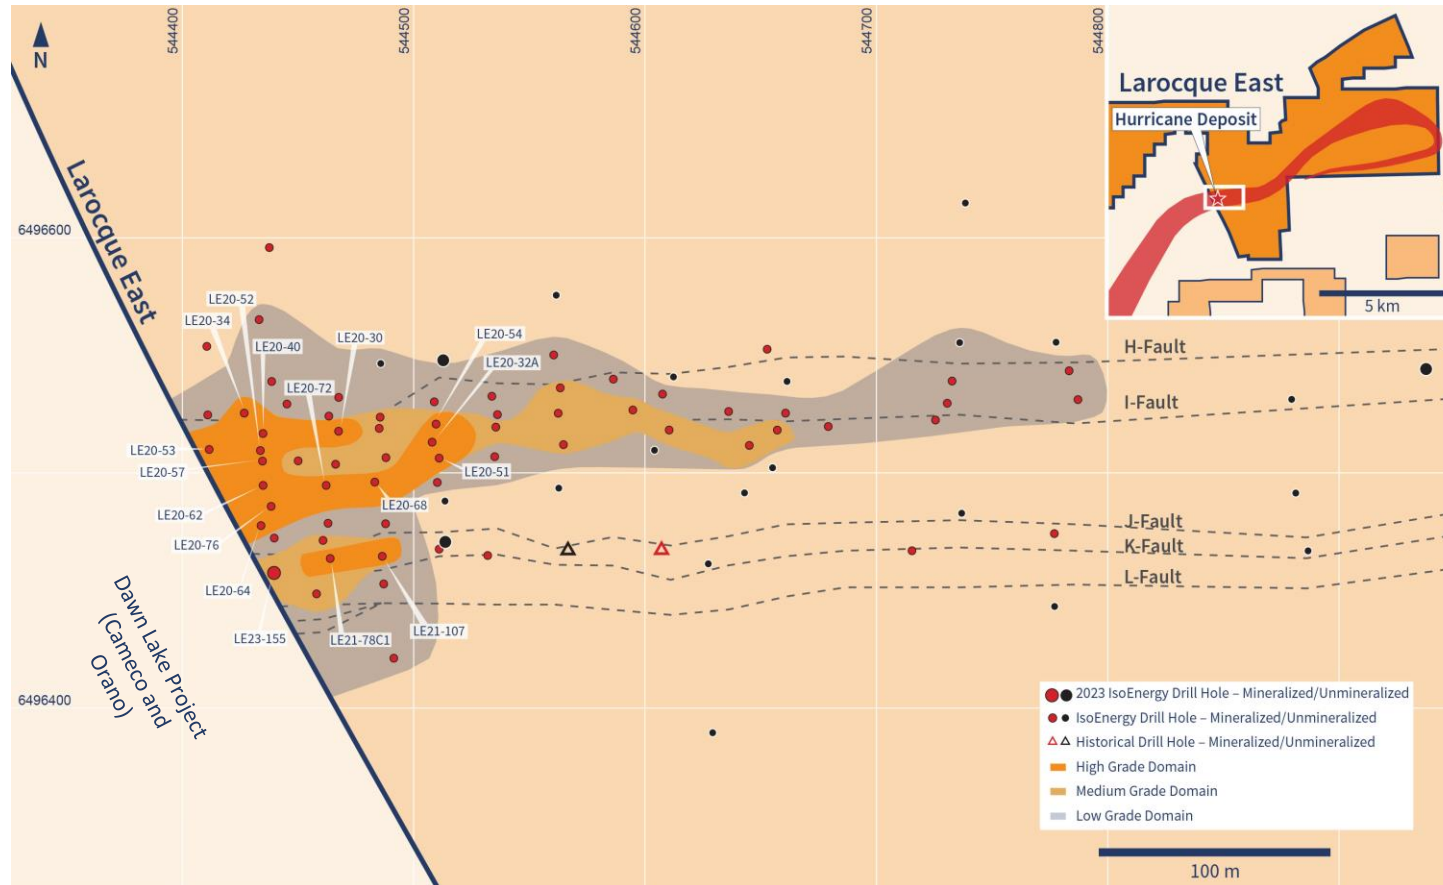 N
544400
544500
544600
544700
544800
Larocque East
Hurricane Deposit
5 km
6496600
Larocque East
LE20-52
LE20-34
LE20-40
LE20-30
LE20-54
LE20-32A
LE20-72
H-Fault
I-Fault
LE20-53
LE20-57
LE20-51
LE20-68
LE20-62
LE20-76
J-Fault
K-Fault
L-Fault
LE20-64
LE23-155
LE21-78C1
LE21-107
Dawn Lake Project
(Cameco and
Orano)
6496400
2023 IsoEnergy Drill Hole – Mineralized/Unmineralized
IsoEnergy Drill Hole – Mineralized/Unmineralized
Historical Drill Hole – Mineralized/Unmineralized
High Grade Domain
Medium Grade Domain
Low Grade Domain
100 m